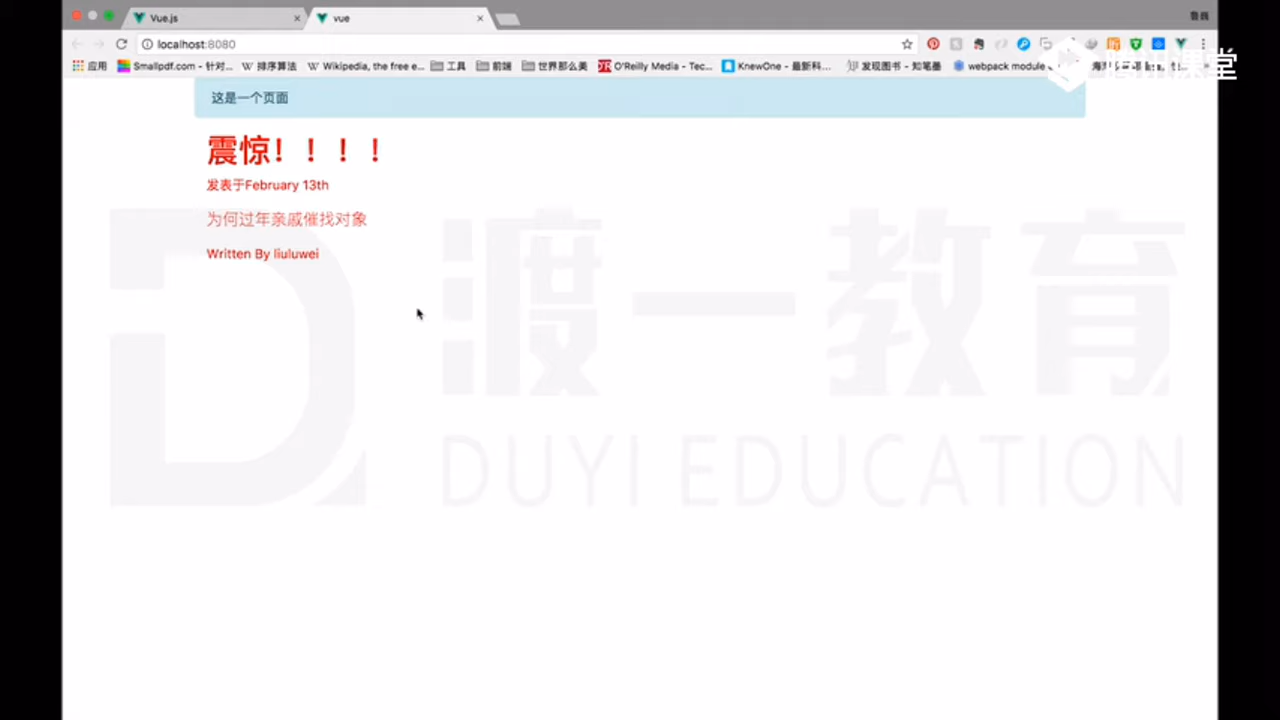 Vue.js
vue
localhost:8080
应用
Smallpdf.com - 针对...
排序算法
Wikipedia, the free e...
工具
前端
世界那么美
O'Reilly Media - Tec...
KnewOne - 最新科...
发现图书 - 知笔墨
webpack module
腾讯课堂
这是一个页面
震惊！！！！
发表于February 13th
为何过年亲戚催找对象
Written By liuluwei
渡一教育
DUYI EDUCATION